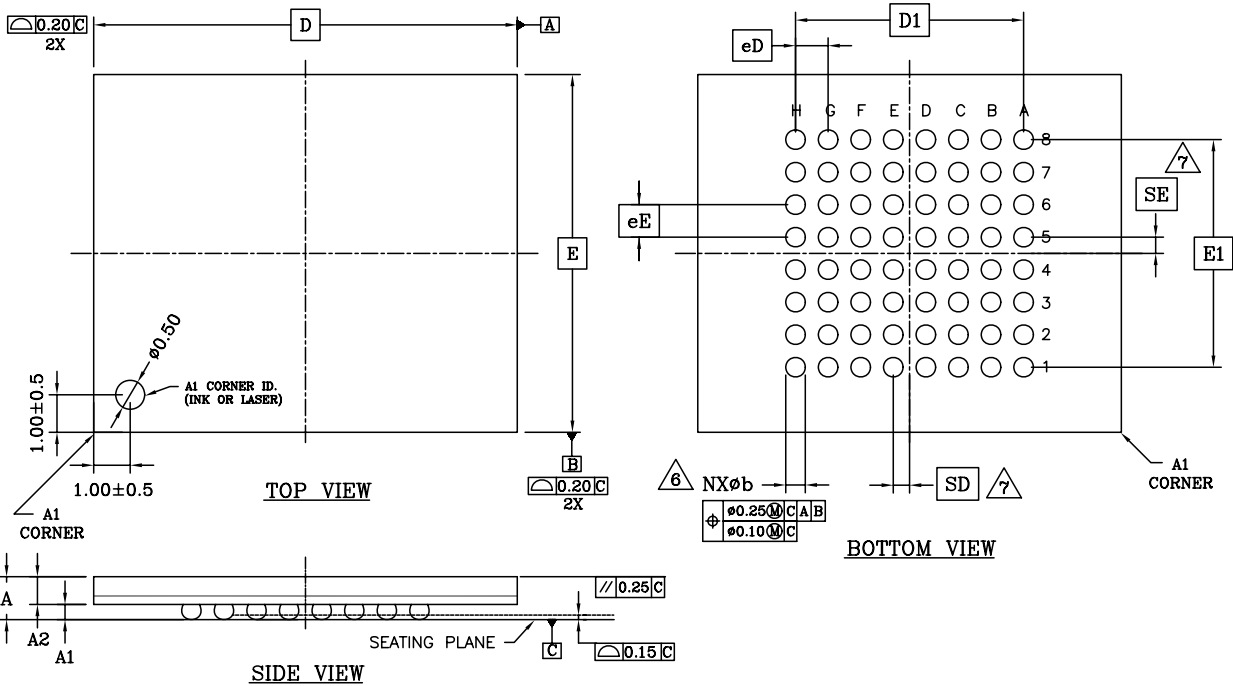 ⌓ 0.20 C
2X
D
A
E
ø0.50
A1 CORNER ID.
(INK OR LASER)
1.00±0.5
1.00±0.5
A1
CORNER
B
⌓ 0.20 C
2X
TOP VIEW
D1
eD
H G F E D C B A
8
7
6
5
4
3
2
1
eE
SE
7
E1
6 NXøb
⌖ ø0.25Ⓜ C A B
ø0.10Ⓜ C
SD
7
A1
CORNER
BOTTOM VIEW
A
A2
A1
// 0.25 C
SEATING PLANE
C
⌓ 0.15 C
SIDE VIEW